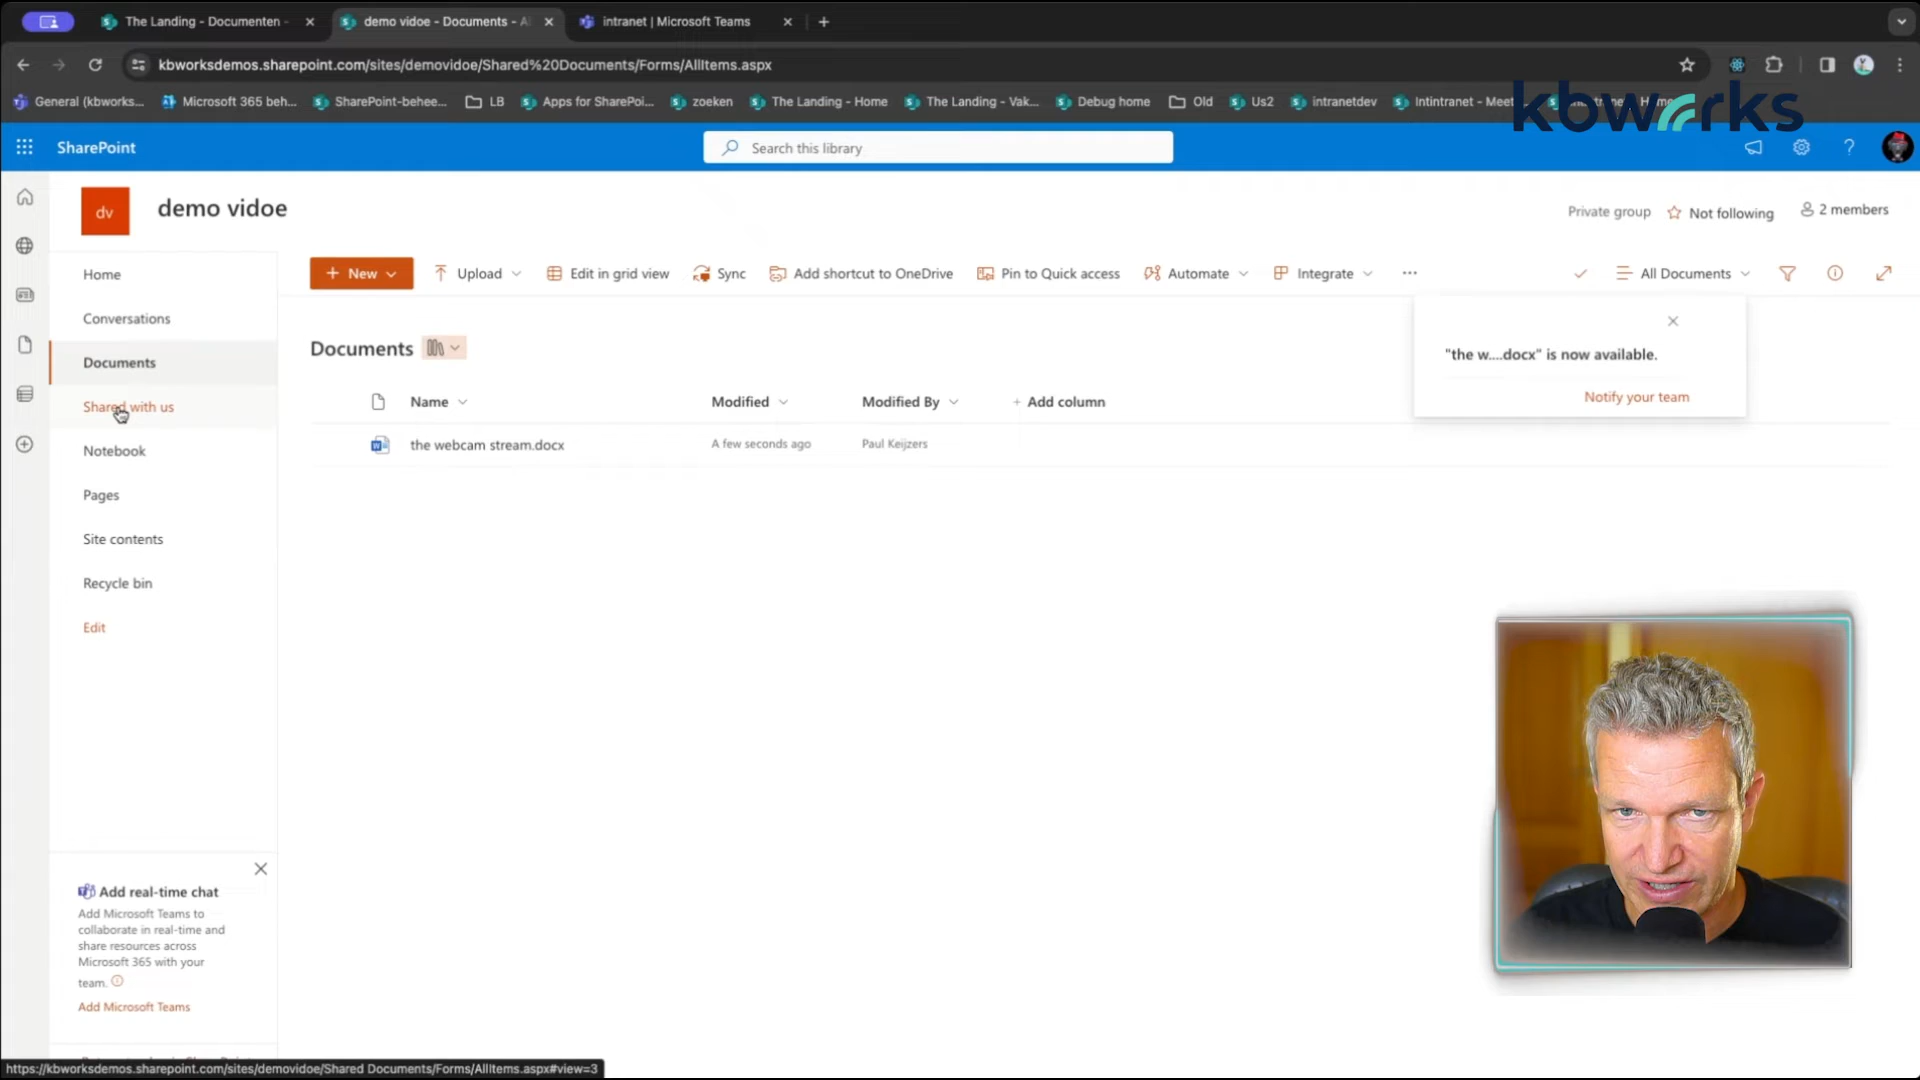 The Landing - Documenten -
demo vidoe - Documents - Al
intranet | Microsoft Teams
kbworksdemos.sharepoint.com/sites/demovidoe/Shared%20Documents/Forms/AllItems.aspx
General (kbworks... Microsoft 365 beh... SharePoint-behee... LB Apps for SharePoi... zoeken The Landing - Home The Landing - Vak... Debug home Old Us2 intranetdev Intintranet - Meet
kbworks
SharePoint
Search this library
dv
demo vidoe
Private group
Not following
2 members
Home
Conversations
Documents
Shared with us
Notebook
Pages
Site contents
Recycle bin
Edit
+ New Upload Edit in grid view Sync Add shortcut to OneDrive Pin to Quick access Automate Integrate ... All Documents
"the w....docx" is now available.
Notify your team
Documents
Name Modified Modified By + Add column
the webcam stream.docx A few seconds ago Paul Keijzers
Add real-time chat
Add Microsoft Teams to
collaborate in real-time and
share resources across
Microsoft 365 with your
team.
Add Microsoft Teams
https://kbworksdemos.sharepoint.com/sites/demovidoe/Shared Documents/Forms/AllItems.aspx#view=3